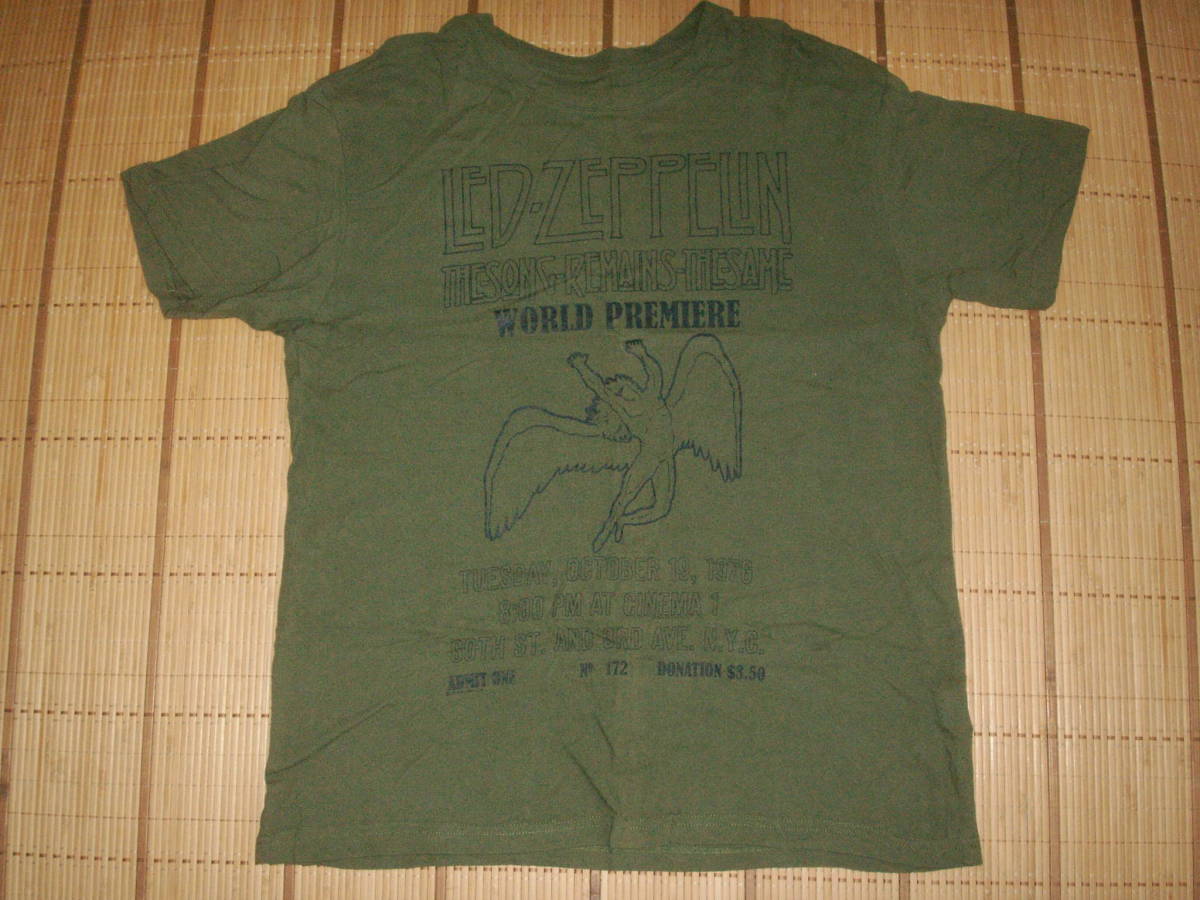 LED-ZEPPELIN
THE SONG-REMAINS-THE SAME
WORLD PREMIERE
TUESDAY, OCTOBER 19, 1976
8:00 PM AT CINEMA 1
60TH ST. AND 3RD AVE. N.Y.C.
ADMIT ONE Nº 172 DONATION $3.50